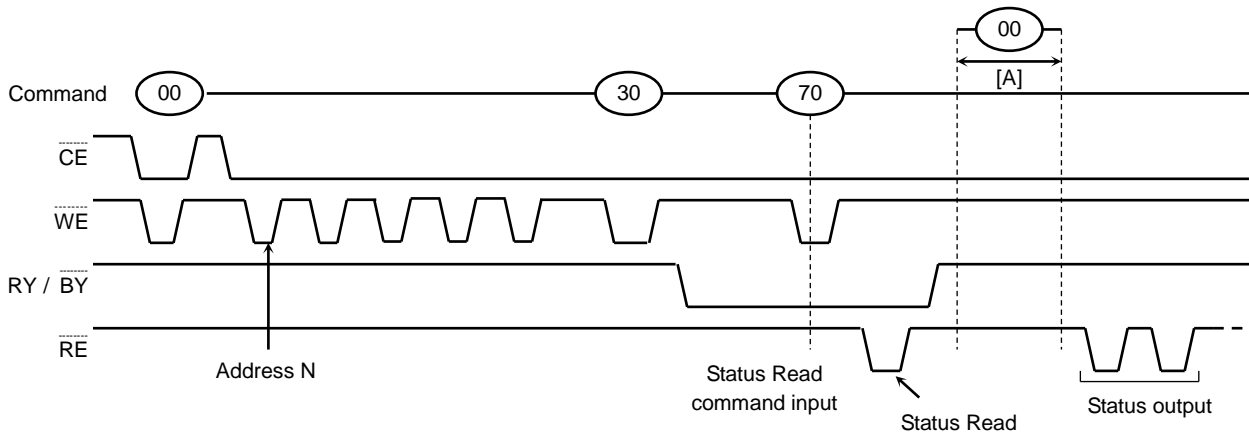 00
[A]
Command 00 30 70
CE
WE
RY / BY
RE
Address N
Status Read
command input
Status Read
Status output